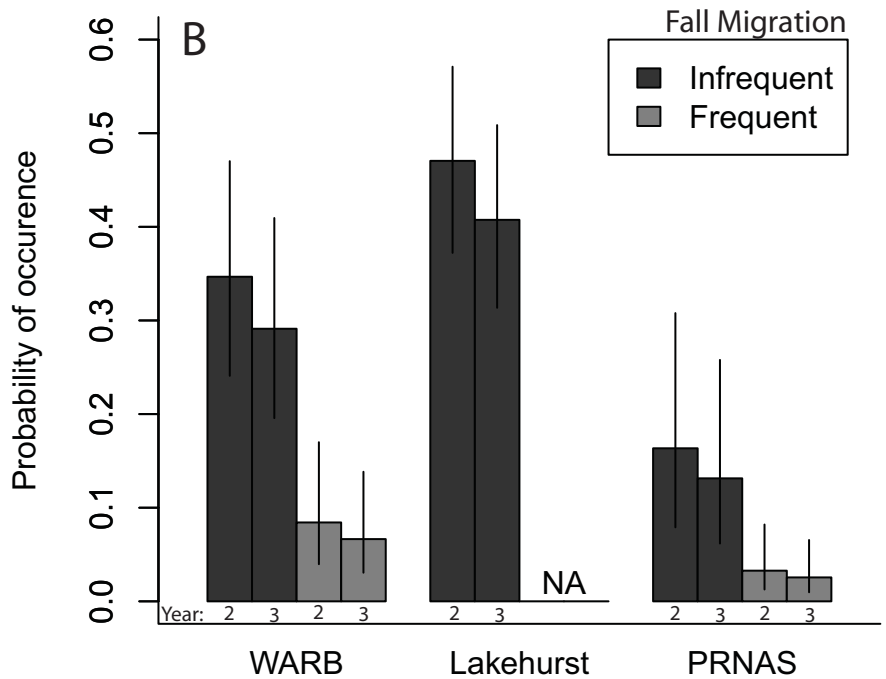 B
Fall Migration
Infrequent
Frequent
Probability of occurence
0.6
0.5
0.4
0.3
0.2
0.1
0.0
NA
Year: 2 3 2 3 2 3 2 3 2 3
WARB Lakehurst PRNAS